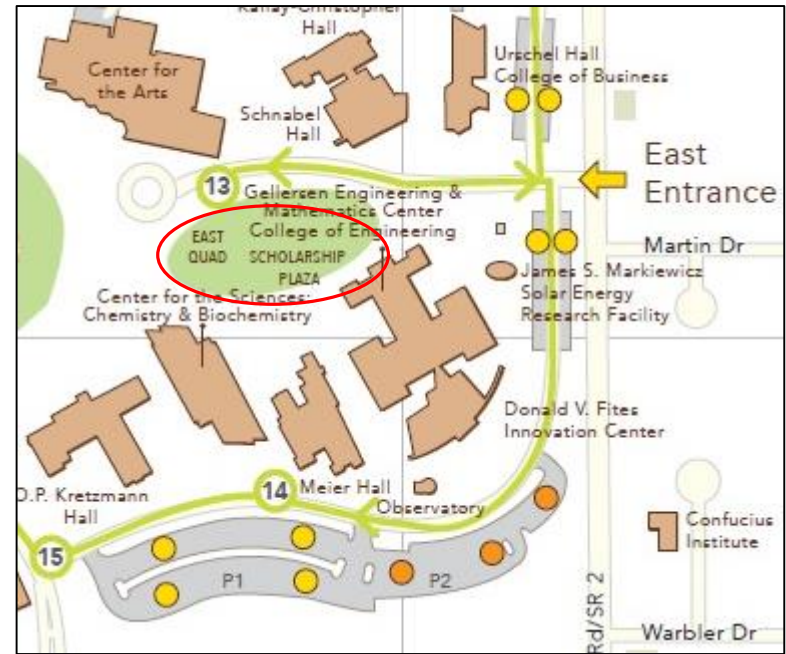 Kallay-Christopher
Hall
Center for
the Arts
Urschel Hall
College of Business
Schnabel
Hall
East
Entrance
13
Gellersen Engineering &
Mathematics Center
College of Engineering
EAST
QUAD
SCHOLARSHIP
PLAZA
Martin Dr
James S. Markiewicz
Solar Energy
Research Facility
Center for the Sciences:
Chemistry & Biochemistry
Donald V. Fites
Innovation Center
O.P. Kretzmann
Hall
14
Meier Hall
Observatory
Confucius
Institute
15
P1
P2
Rd/SR 2
Warbler Dr